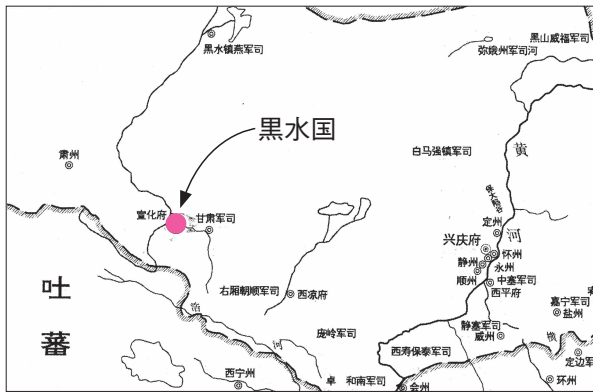 黑山威福军司
黑水镇燕军司
弥娥州军司河
黒水国
黄
肃州
白马强镇军司
宣化府
甘肃军司
定州
兴庆府
河
怀州
静州
永州
顺州
中塞军司
西平府
吐
蕃
右厢朝顺军司
西凉府
嘉宁军司
盐州
静塞军司
威州
庞岭军司
河
西寿保泰军司
定边军
西宁州
卓
和南军司
会州
环州